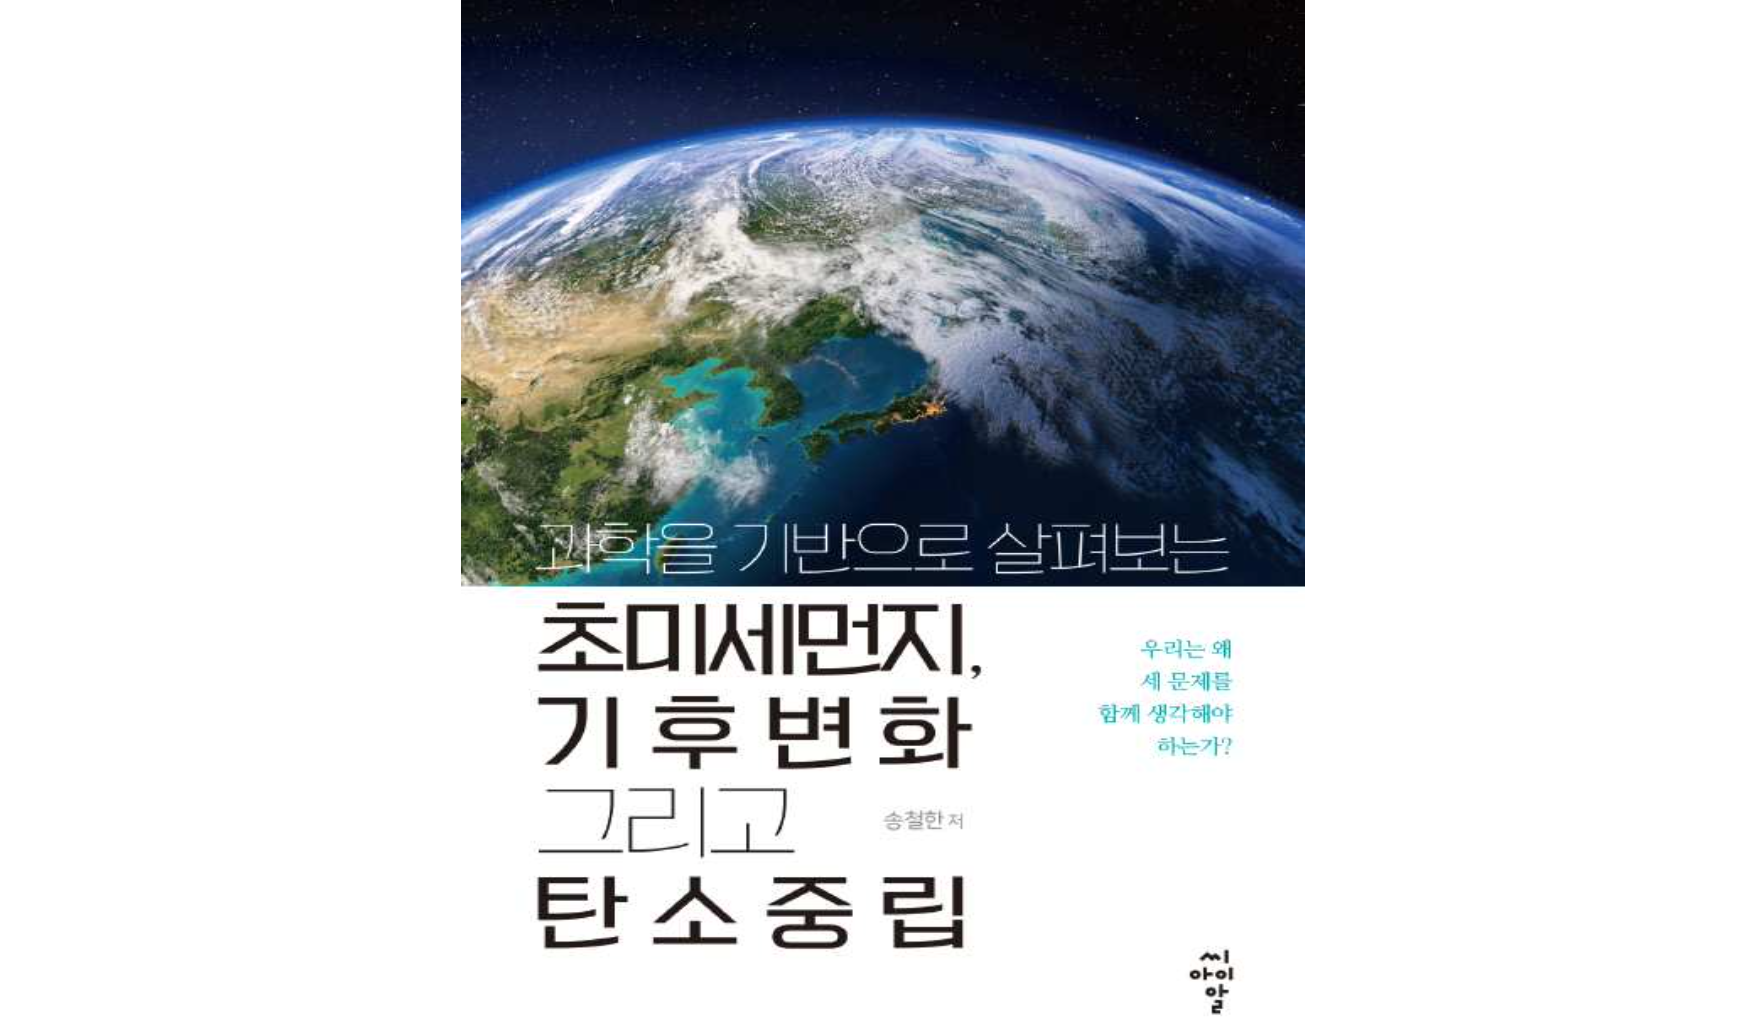 과학을 기반으로 살펴보는
초미세먼지,
기후변화
그리고
탄소중립
송철한 저
우리는 왜
세 문제를
함께 생각해야
하는가?
씨
아이
알